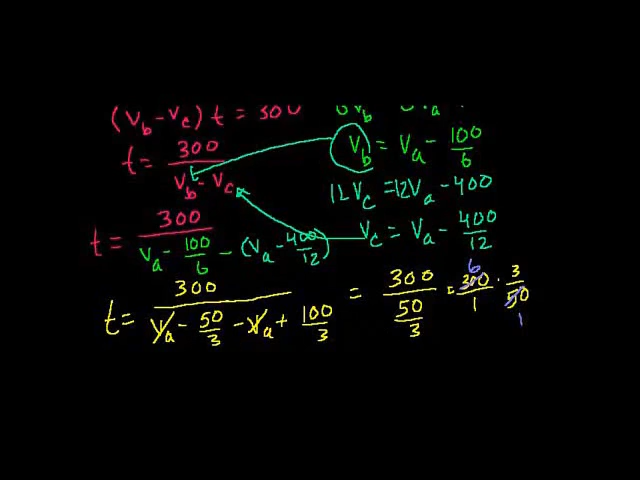 (V_b - V_c) t = 300
t = 300 / (V_b - V_c)
V_b = V_a - 100/6
12V_c = 12V_a - 400
V_c = V_a - 400/12
t = 300 / (V_a - 100/6 - (V_a - 400/12))
t = 300 / (V_a - 50/3 - V_a + 100/3) = 300 / (50/3) = 300/1 · 3/50
6
1